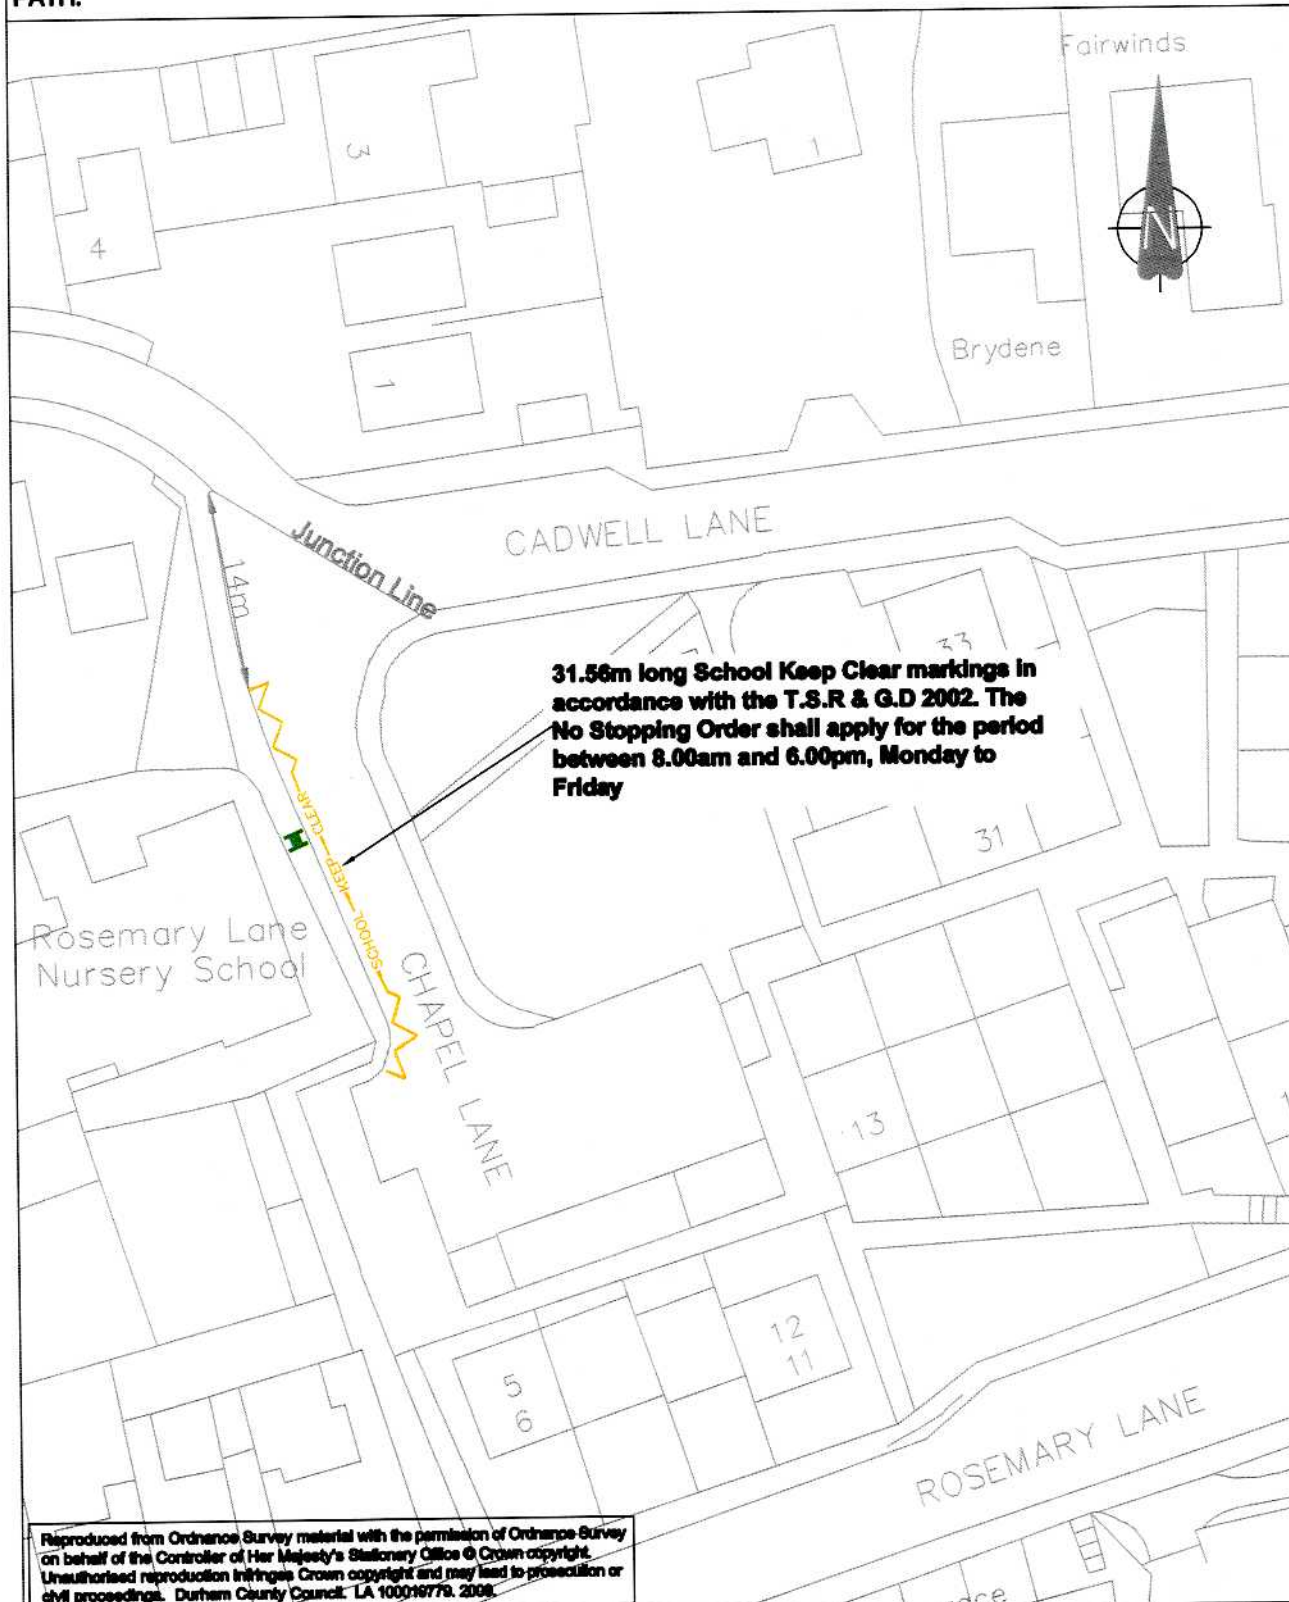 PATH:
Fairwinds
3
1
4
N
1
Brydene
CADWELL LANE
Junction Line
14m
33
31.56m long School Keep Clear markings in
accordance with the T.S.R & G.D 2002. The
No Stopping Order shall apply for the period
between 8.00am and 6.00pm, Monday to
Friday
31
SCHOOL KEEP CLEAR
Rosemary Lane
Nursery School
CHAPEL LANE
13
12
11
5
6
ROSEMARY LANE
Reproduced from Ordnance Survey material with the permission of Ordnance Survey
on behalf of the Controller of Her Majesty's Stationery Office © Crown copyright.
Unauthorised reproduction infringes Crown copyright and may lead to prosecution or
civil proceedings. Durham County Council. LA 100019779. 2008.